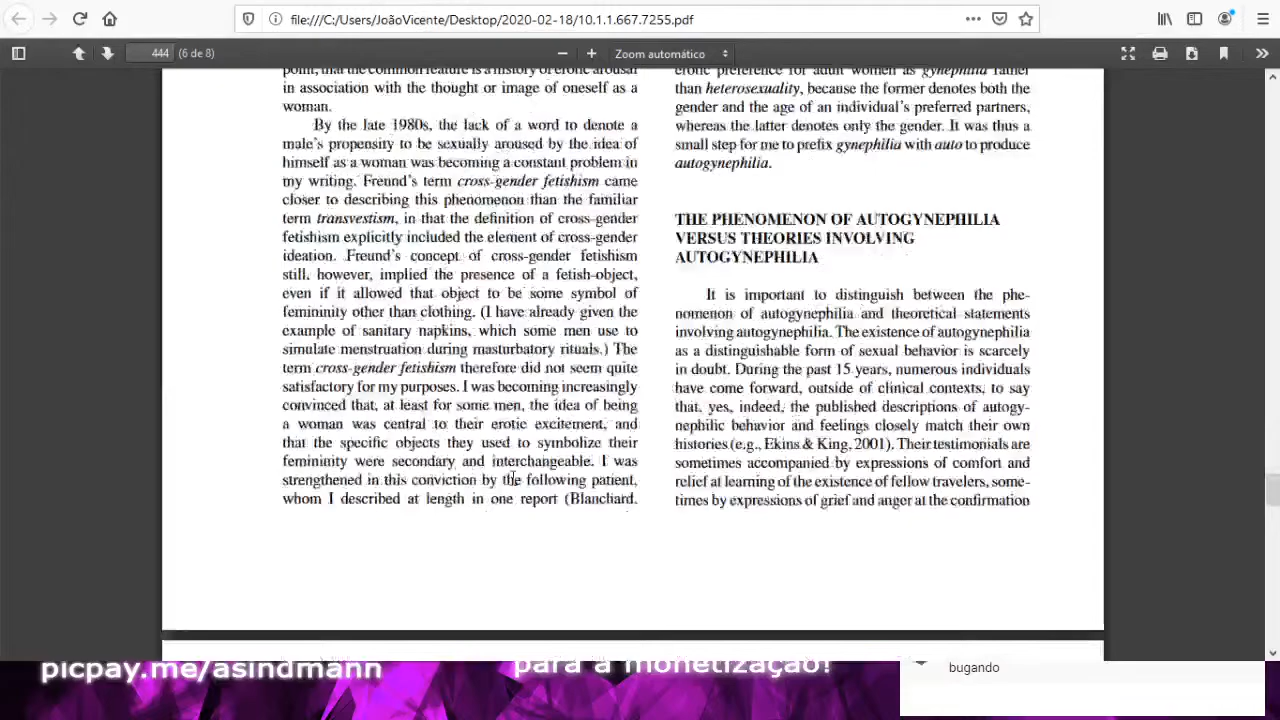 file:///C:/Users/JoãoVicente/Desktop/2020-02-18/10.1.1.667.7255.pdf
444 (6 de 8)
Zoom automático
point, that the common feature is a history of erotic arousal
in association with the thought or image of oneself as a
woman.
By the late 1980s, the lack of a word to denote a
male's propensity to be sexually aroused by the idea of
himself as a woman was becoming a constant problem in
my writing. Freund's term cross-gender fetishism came
closer to describing this phenomenon than the familiar
term transvestism, in that the definition of cross-gender
fetishism explicitly included the element of cross-gender
ideation. Freund's concept of cross-gender fetishism
still, however, implied the presence of a fetish-object,
even if it allowed that object to be some symbol of
femininity other than clothing. (I have already given the
example of sanitary napkins, which some men use to
simulate menstruation during masturbatory rituals.) The
term cross-gender fetishism therefore did not seem quite
satisfactory for my purposes. I was becoming increasingly
convinced that, at least for some men, the idea of being
a woman was central to their erotic excitement, and
that the specific objects they used to symbolize their
femininity were secondary and interchangeable. I was
strengthened in this conviction by the following patient,
whom I described at length in one report (Blanchard,
erotic preference for adult women as gynephilia rather
than heterosexuality, because the former denotes both the
gender and the age of an individual's preferred partners,
whereas the latter denotes only the gender. It was thus a
small step for me to prefix gynephilia with auto to produce
autogynephilia.
THE PHENOMENON OF AUTOGYNEPHILIA
VERSUS THEORIES INVOLVING
AUTOGYNEPHILIA
It is important to distinguish between the phe-
nomenon of autogynephilia and theoretical statements
involving autogynephilia. The existence of autogynephilia
as a distinguishable form of sexual behavior is scarcely
in doubt. During the past 15 years, numerous individuals
have come forward, outside of clinical contexts, to say
that, yes, indeed, the published descriptions of autogy-
nephilic behavior and feelings closely match their own
histories (e.g., Ekins & King, 2001). Their testimonials are
sometimes accompanied by expressions of comfort and
relief at learning of the existence of fellow travelers, some-
times by expressions of grief and anger at the confirmation
picpay.me/asindmann
para a monetização!
bugando